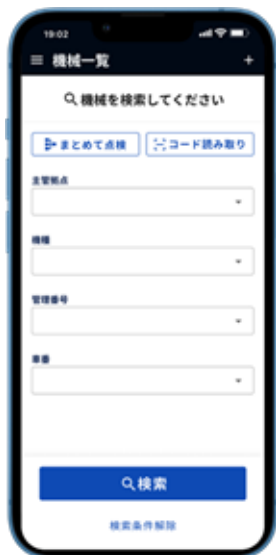 19:02
機械一覧
機械を検索してください
まとめて点検
コード読み取り
主管拠点
機種
管理番号
車番
検索
検索条件解除